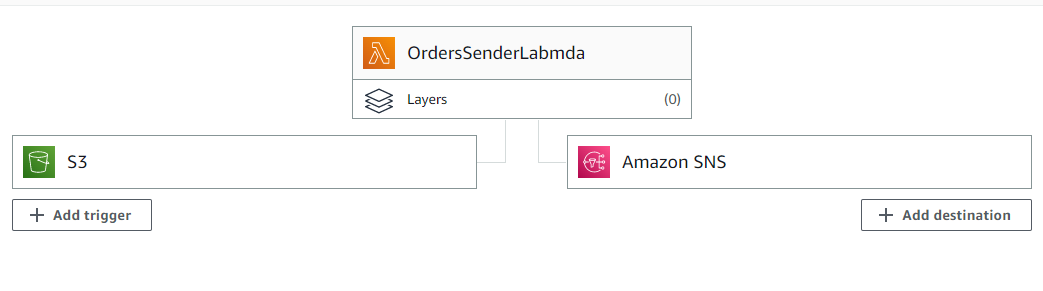 OrdersSenderLabmda
Layers (0)
S3
Amazon SNS
Add trigger
Add destination